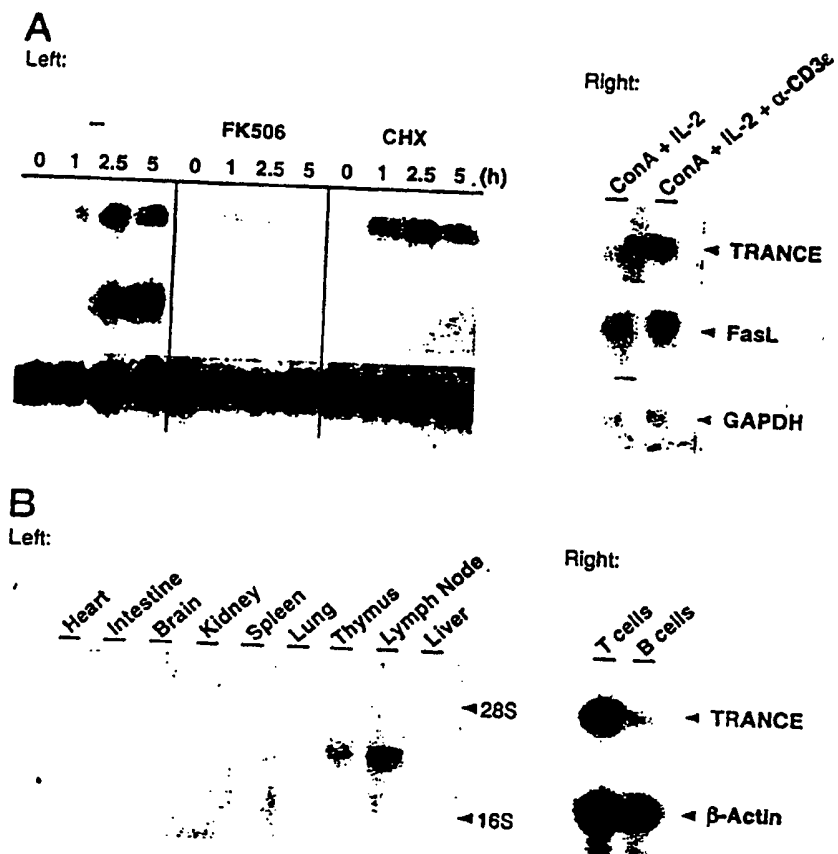 A
Left:
Right:
– FK506 CHX
0 1 2.5 5 0 1 2.5 5 0 1 2.5 5 .(h)
ConA + IL-2
ConA + IL-2 + α-CD3ε
TRANCE
FasL
GAPDH
B
Left:
Right:
Heart
Intestine
Brain
Kidney
Spleen
Lung
Thymus
Lymph Node
Liver
T cells
B cells
28S
TRANCE
16S
β-Actin